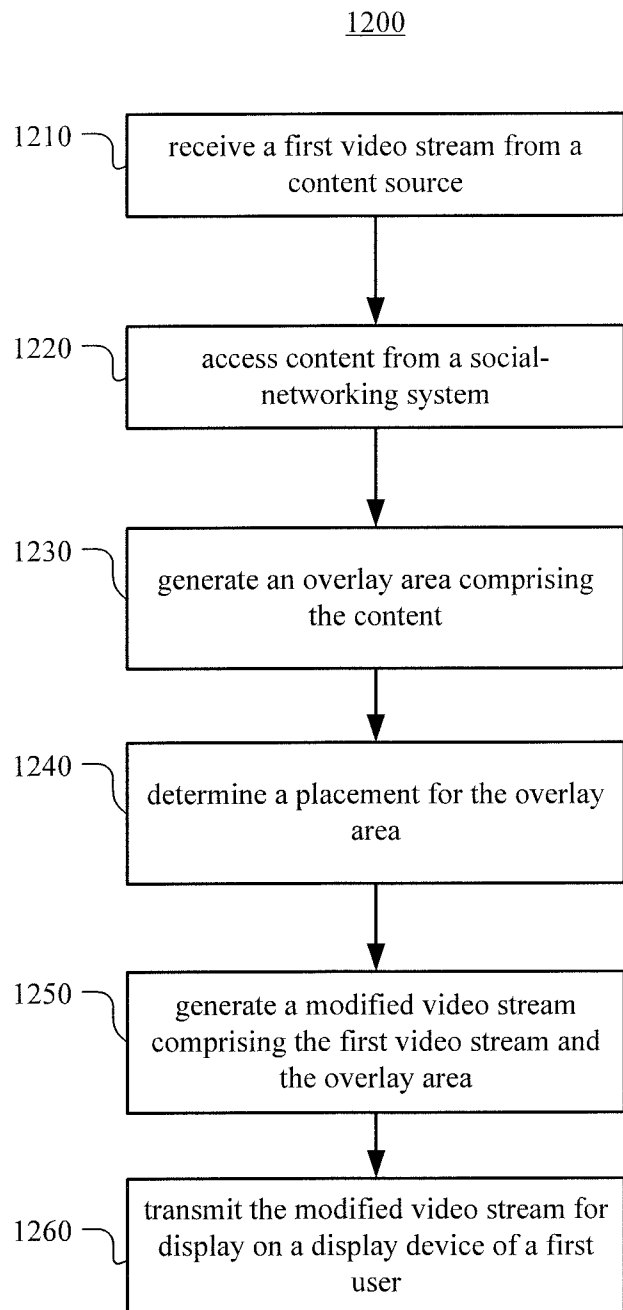 1200
1210
receive a first video stream from a
content source
1220
access content from a social-
networking system
1230
generate an overlay area comprising
the content
1240
determine a placement for the overlay
area
1250
generate a modified video stream
comprising the first video stream and
the overlay area
1260
transmit the modified video stream for
display on a display device of a first
user